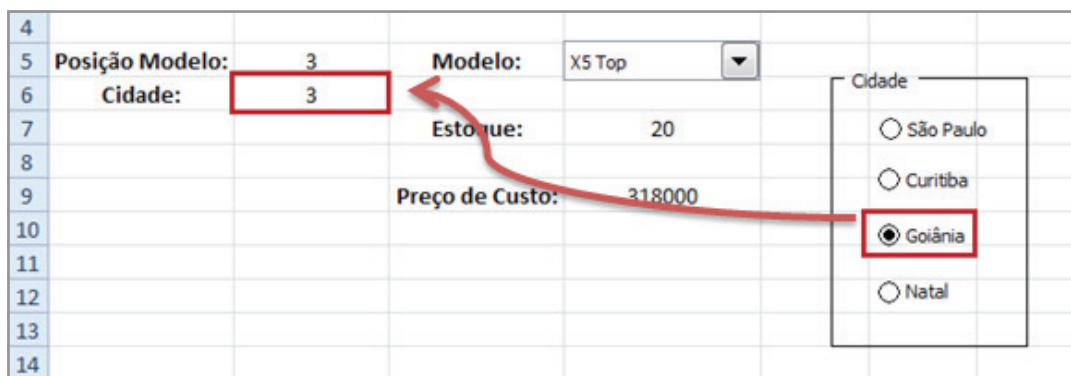 4
5 Posição Modelo: 3 Modelo: X5 Top
Cidade
6 Cidade: 3
7 Estoque: 20 São Paulo
8
Curitiba
9 Preço de Custo: 318000
10 Goiânia
11
12 Natal
13
14